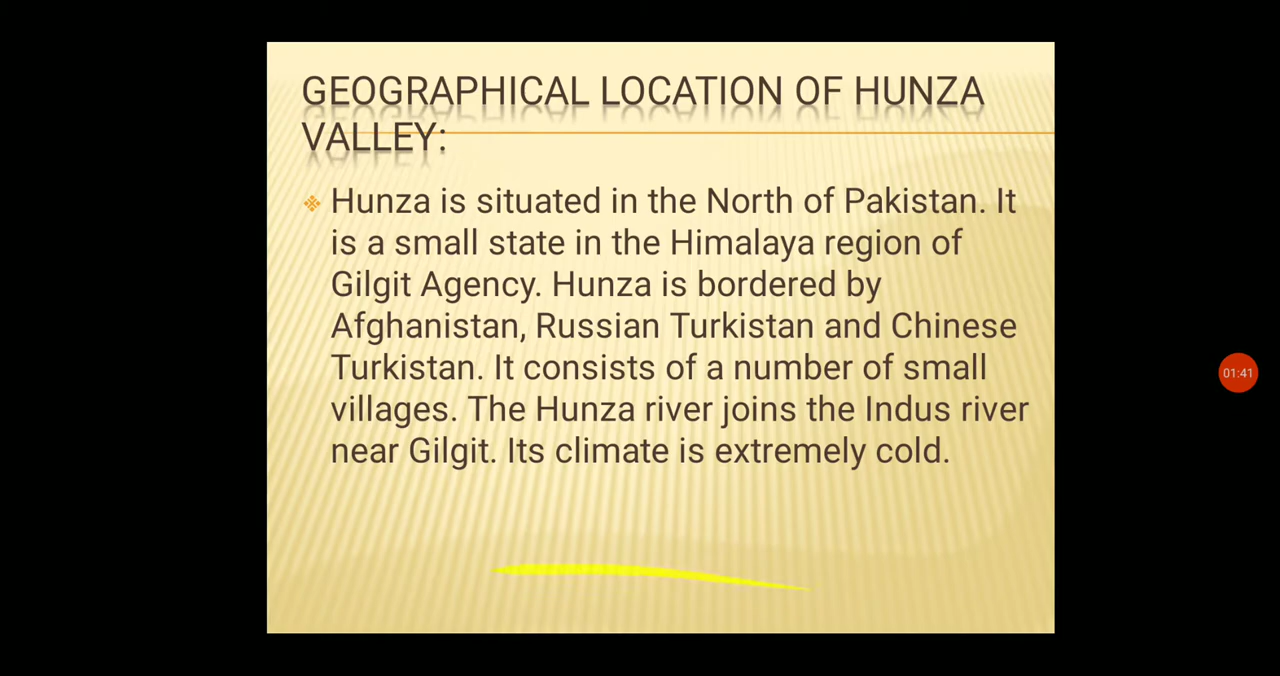 GEOGRAPHICAL LOCATION OF HUNZA
VALLEY:
Hunza is situated in the North of Pakistan. It
is a small state in the Himalaya region of
Gilgit Agency. Hunza is bordered by
Afghanistan, Russian Turkistan and Chinese
Turkistan. It consists of a number of small
villages. The Hunza river joins the Indus river
near Gilgit. Its climate is extremely cold.
01:41